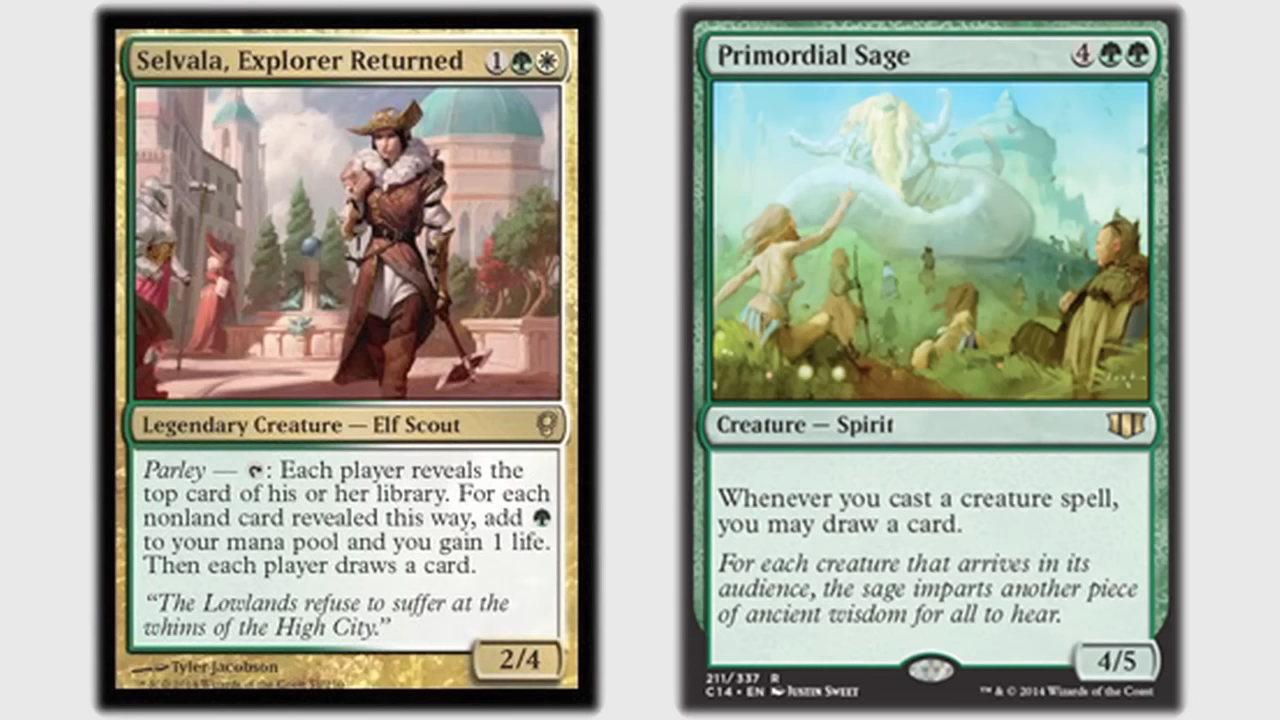 Selvala, Explorer Returned 1
Legendary Creature — Elf Scout
Parley — : Each player reveals the
top card of his or her library. For each
nonland card revealed this way, add
to your mana pool and you gain 1 life.
Then each player draws a card.
“The Lowlands refuse to suffer at the
whims of the High City.”
2/4
Tyler Jacobson
Primordial Sage 4
Creature — Spirit
Whenever you cast a creature spell,
you may draw a card.
For each creature that arrives in its
audience, the sage imparts another piece
of ancient wisdom for all to hear.
4/5
211/337 R
C14 • EN Justin Sweet
™ & © 2014 Wizards of the Coast